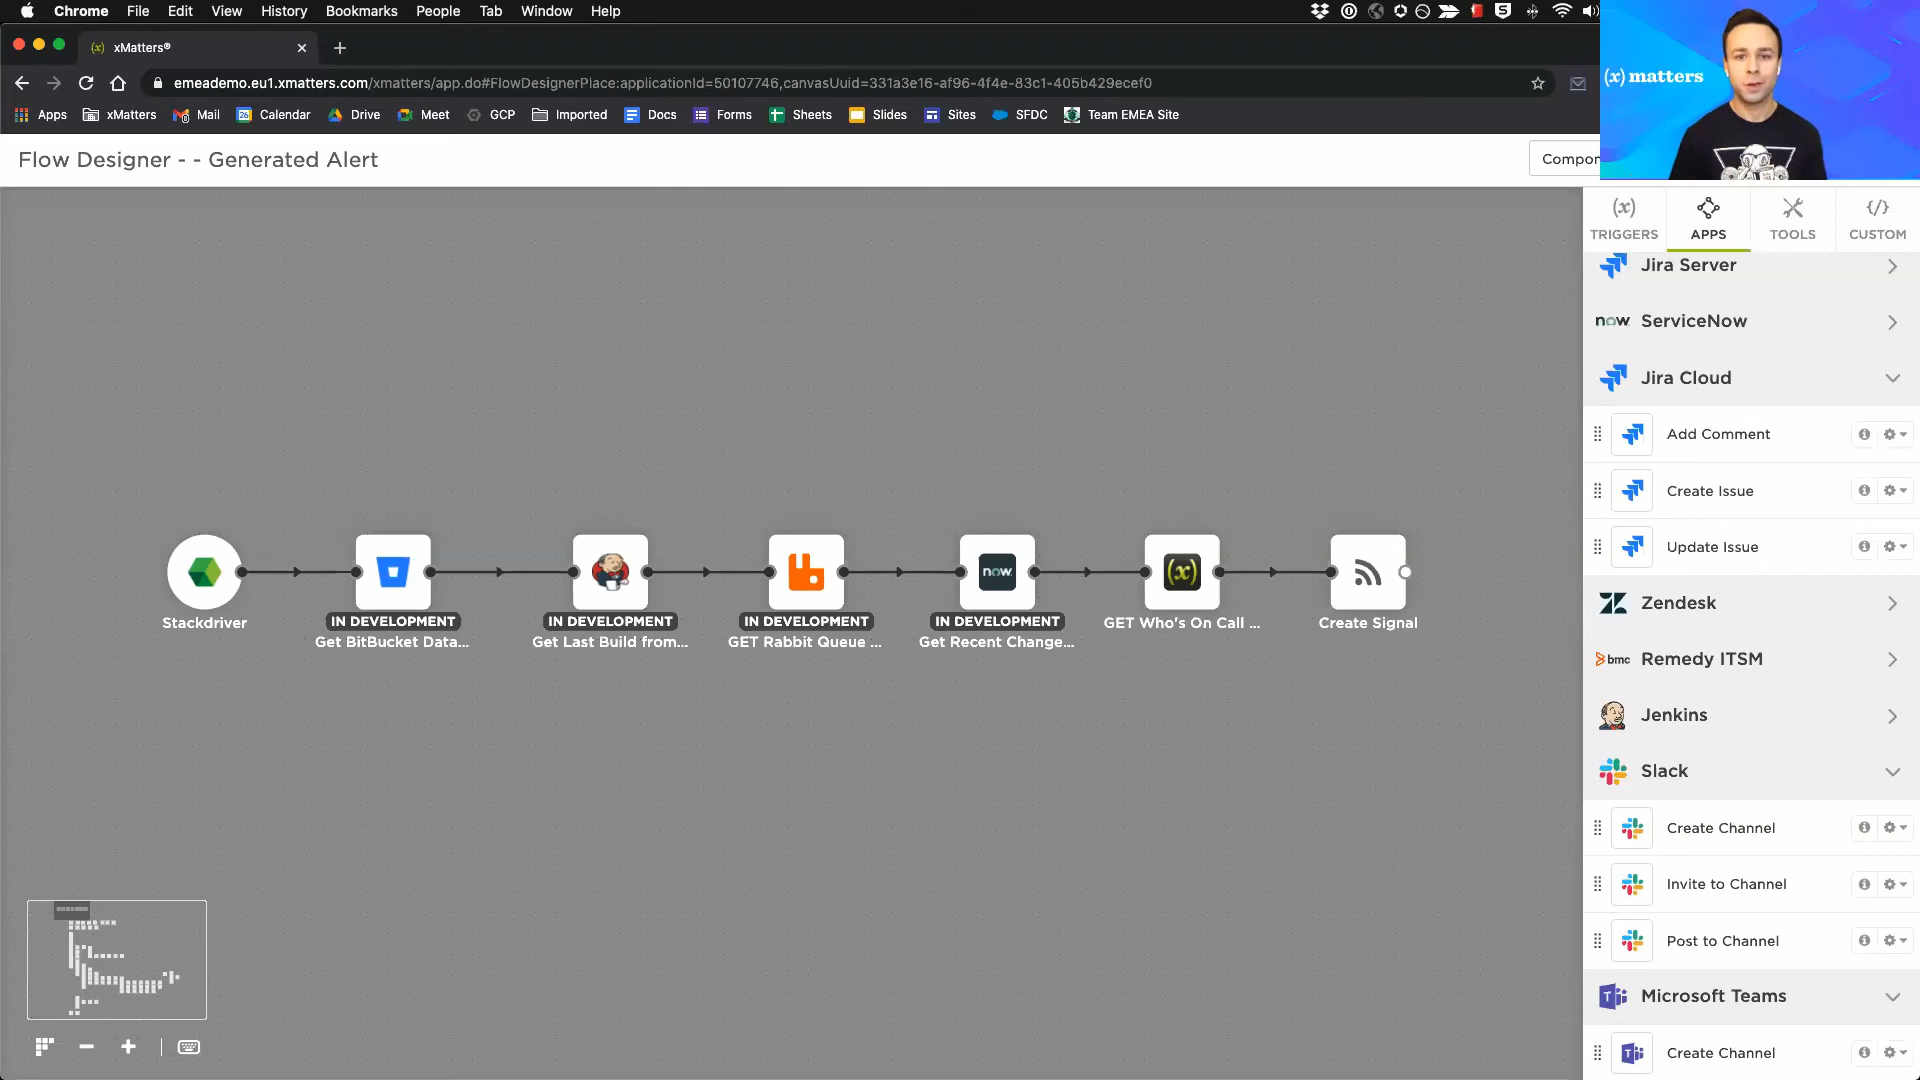 Chrome File Edit View History Bookmarks People Tab Window Help
xMatters®
emeademo.eu1.xmatters.com/xmatters/app.do#FlowDesignerPlace:applicationId=50107746,canvasUuid=331a3e16-af96-4f4e-83c1-405b429ecef0
Apps xMatters Mail Calendar Drive Meet GCP Imported Docs Forms Sheets Slides Sites SFDC Team EMEA Site
(x) matters
Flow Designer - - Generated Alert
Compon
TRIGGERS APPS TOOLS CUSTOM
Jira Server
now. ServiceNow
Jira Cloud
Add Comment
Create Issue
Update Issue
Zendesk
bmc Remedy ITSM
Jenkins
Slack
Create Channel
Invite to Channel
Post to Channel
Microsoft Teams
Create Channel
now.
(x)
Stackdriver
IN DEVELOPMENT
Get BitBucket Data...
IN DEVELOPMENT
Get Last Build from...
IN DEVELOPMENT
GET Rabbit Queue ...
IN DEVELOPMENT
Get Recent Change...
GET Who's On Call ...
Create Signal